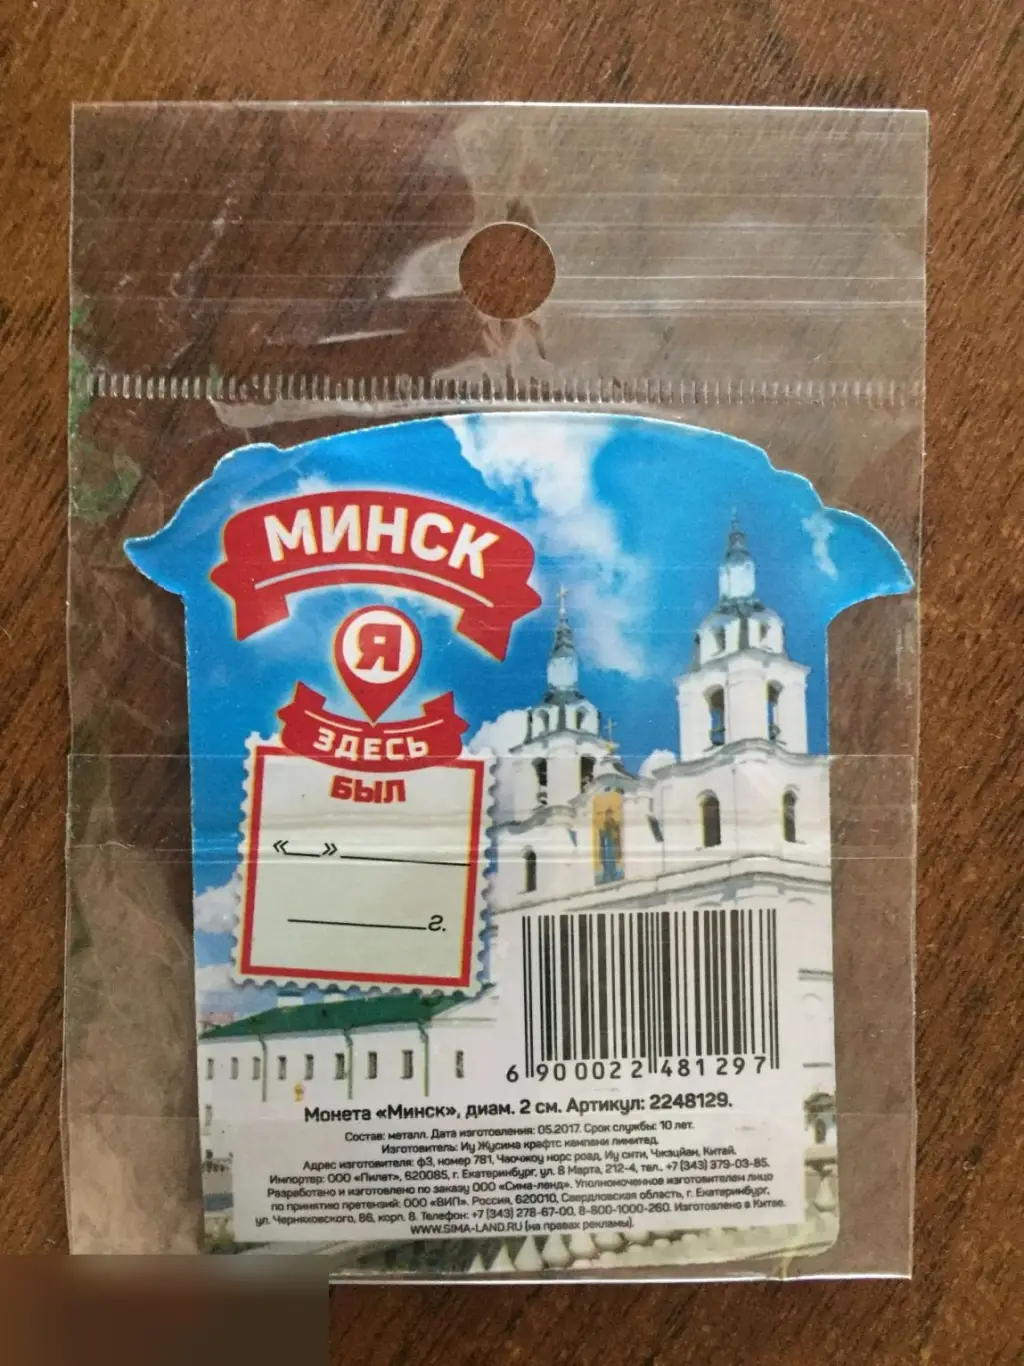 МИНСК
Я
ЗДЕСЬ
БЫЛ
«__»________
________г.
6 900022 481297
Монета «Минск», диам. 2 см. Артикул: 2248129.
Состав: металл. Дата изготовления: 05.2017. Срок службы: 10 лет.
Изготовитель: Иу Жусима крафтс кампани лимитед.
Адрес изготовителя: ф3, номер 781, Чаочжоу норс роад, Иу сити, Чжэцзян, Китай.
Импортер: ООО «Пилат», 620085, г. Екатеринбург, ул. 8 Марта, 212-4, тел., +7 (343) 379-03-85.
Разработано и изготовлено по заказу ООО «Сима-ленд». Уполномоченное изготовителем лицо
по принятию претензий: ООО «ВИП». Россия, 620010, Свердловская область, г. Екатеринбург,
ул. Черняховского, 86, корп. 8. Телефон: +7 (343) 278-67-00, 8-800-1000-260. Изготовлено в Китае.
WWW.SIMA-LAND.RU (на правах рекламы).